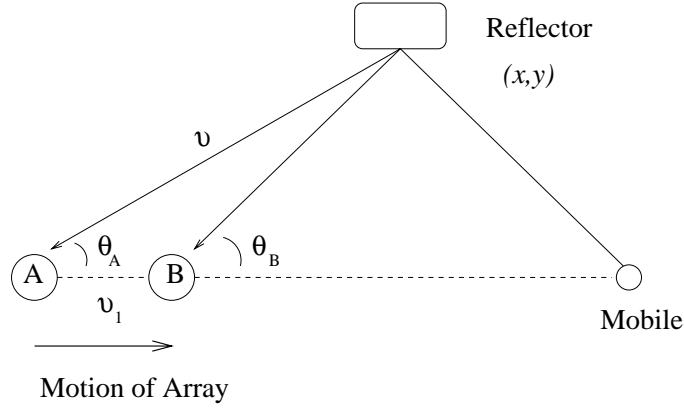 Reflector
(x,y)
υ
θA
θB
A
B
υ1
Mobile
Motion of Array